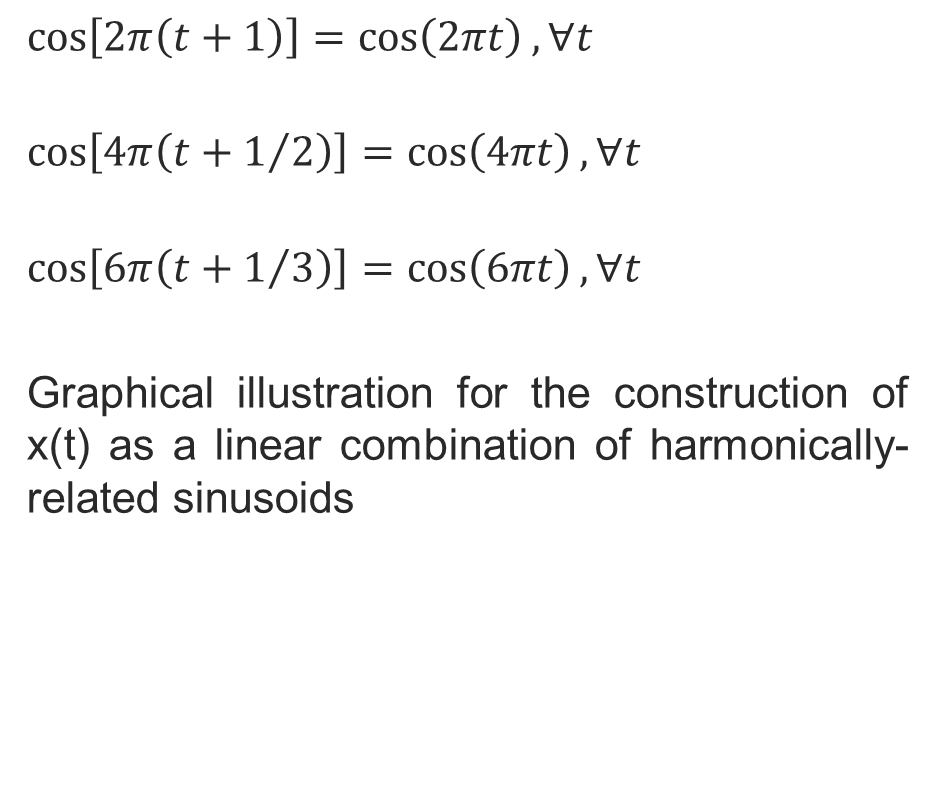 cos[2π(t + 1)] = cos(2πt) , ∀t
cos[4π(t + 1/2)] = cos(4πt) , ∀t
cos[6π(t + 1/3)] = cos(6πt) , ∀t
Graphical illustration for the construction of
x(t) as a linear combination of harmonically-
related sinusoids